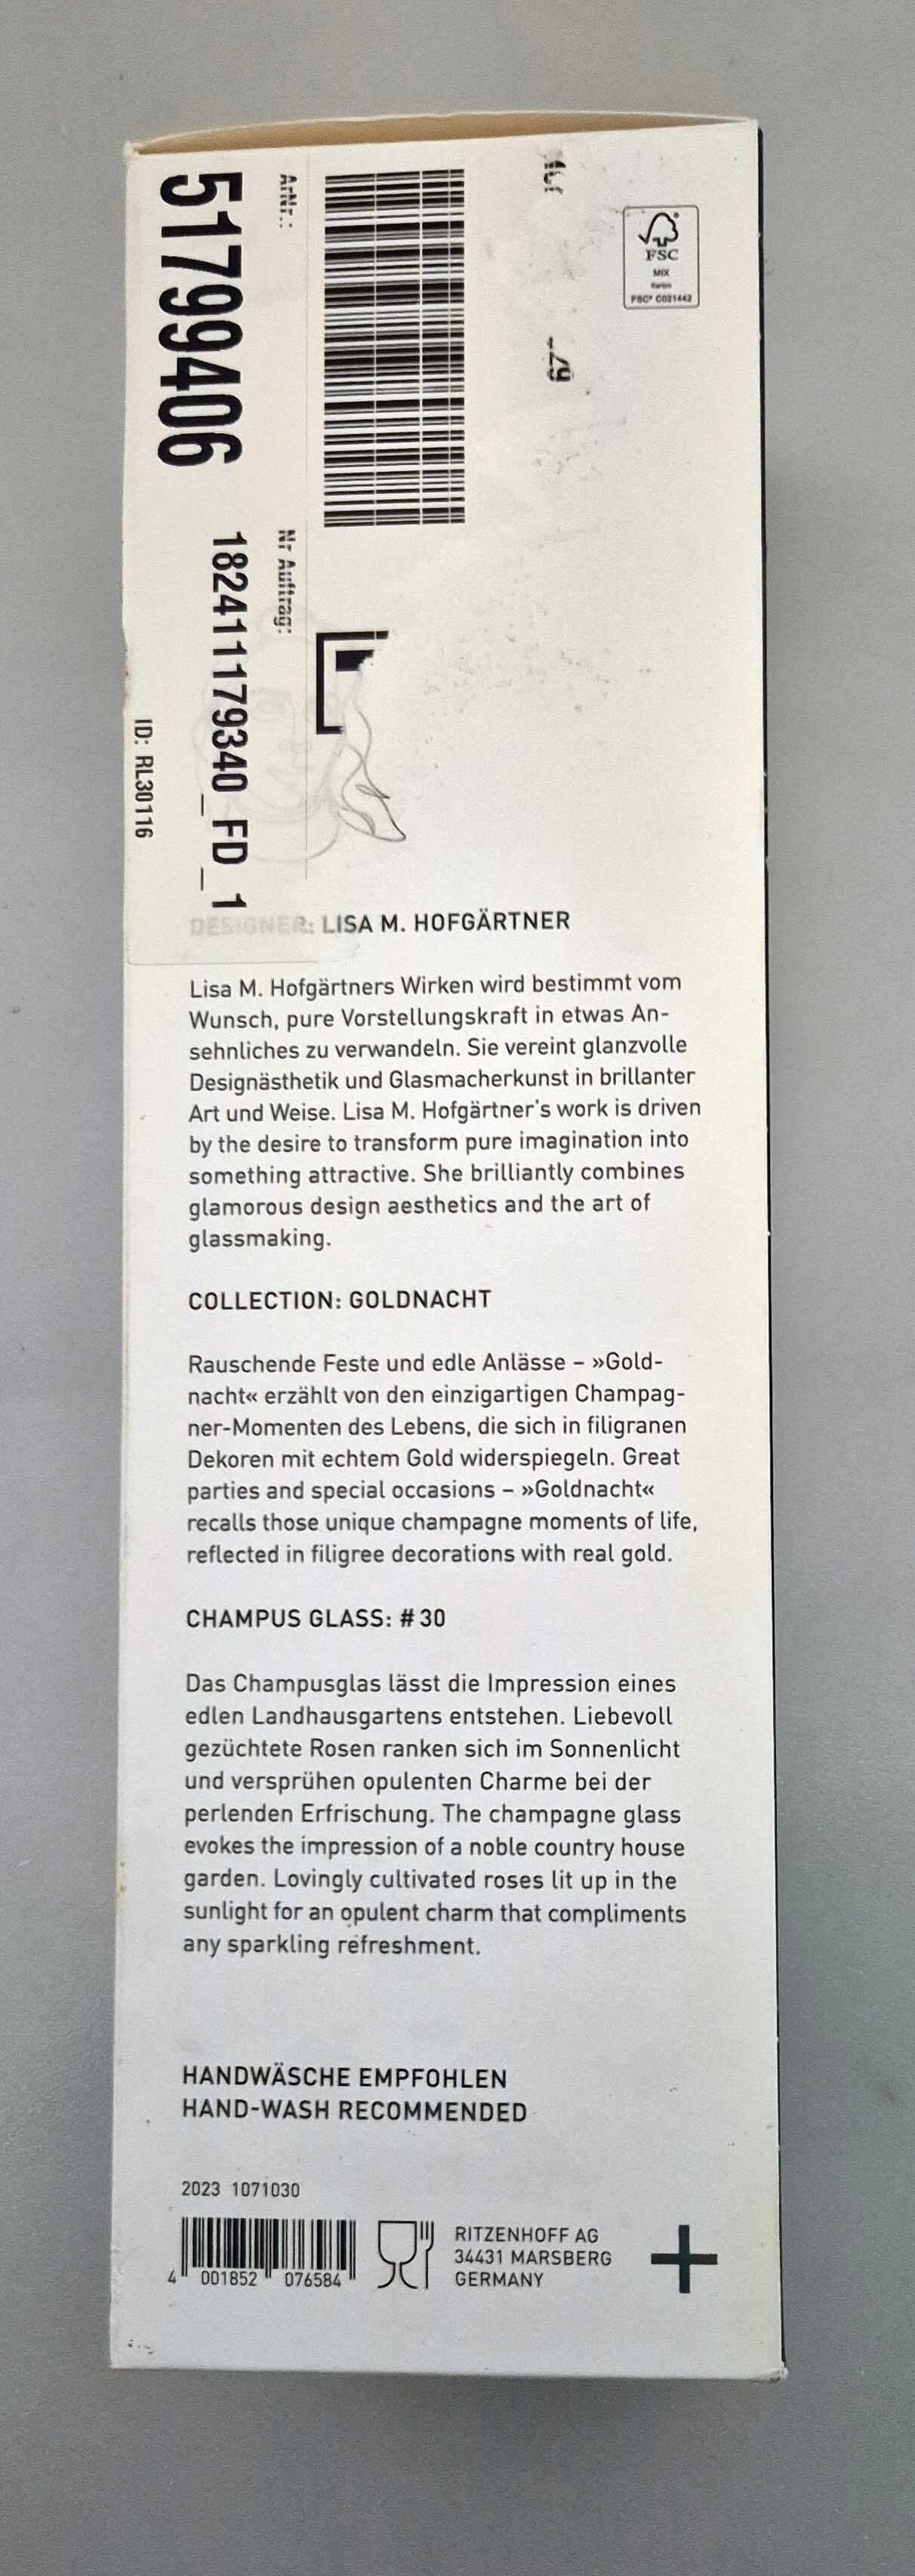 ArNr.:
51799406
Nr Auftrag:
182411179340_FD_1
ID: RL30116
FSC
MIX
Karton
FSC® C021442
DESIGNER: LISA M. HOFGÄRTNER
Lisa M. Hofgärtners Wirken wird bestimmt vom
Wunsch, pure Vorstellungskraft in etwas An-
sehnliches zu verwandeln. Sie vereint glanzvolle
Designästhetik und Glasmacherkunst in brillanter
Art und Weise. Lisa M. Hofgärtner's work is driven
by the desire to transform pure imagination into
something attractive. She brilliantly combines
glamorous design aesthetics and the art of
glassmaking.
COLLECTION: GOLDNACHT
Rauschende Feste und edle Anlässe – »Gold-
nacht« erzählt von den einzigartigen Champag-
ner-Momenten des Lebens, die sich in filigranen
Dekoren mit echtem Gold widerspiegeln. Great
parties and special occasions – »Goldnacht«
recalls those unique champagne moments of life,
reflected in filigree decorations with real gold.
CHAMPUS GLASS: # 30
Das Champusglas lässt die Impression eines
edlen Landhausgartens entstehen. Liebevoll
gezüchtete Rosen ranken sich im Sonnenlicht
und versprühen opulenten Charme bei der
perlenden Erfrischung. The champagne glass
evokes the impression of a noble country house
garden. Lovingly cultivated roses lit up in the
sunlight for an opulent charm that compliments
any sparkling refreshment.
HANDWÄSCHE EMPFOHLEN
HAND-WASH RECOMMENDED
2023 1071030
4 001852 076584
RITZENHOFF AG
34431 MARSBERG
GERMANY